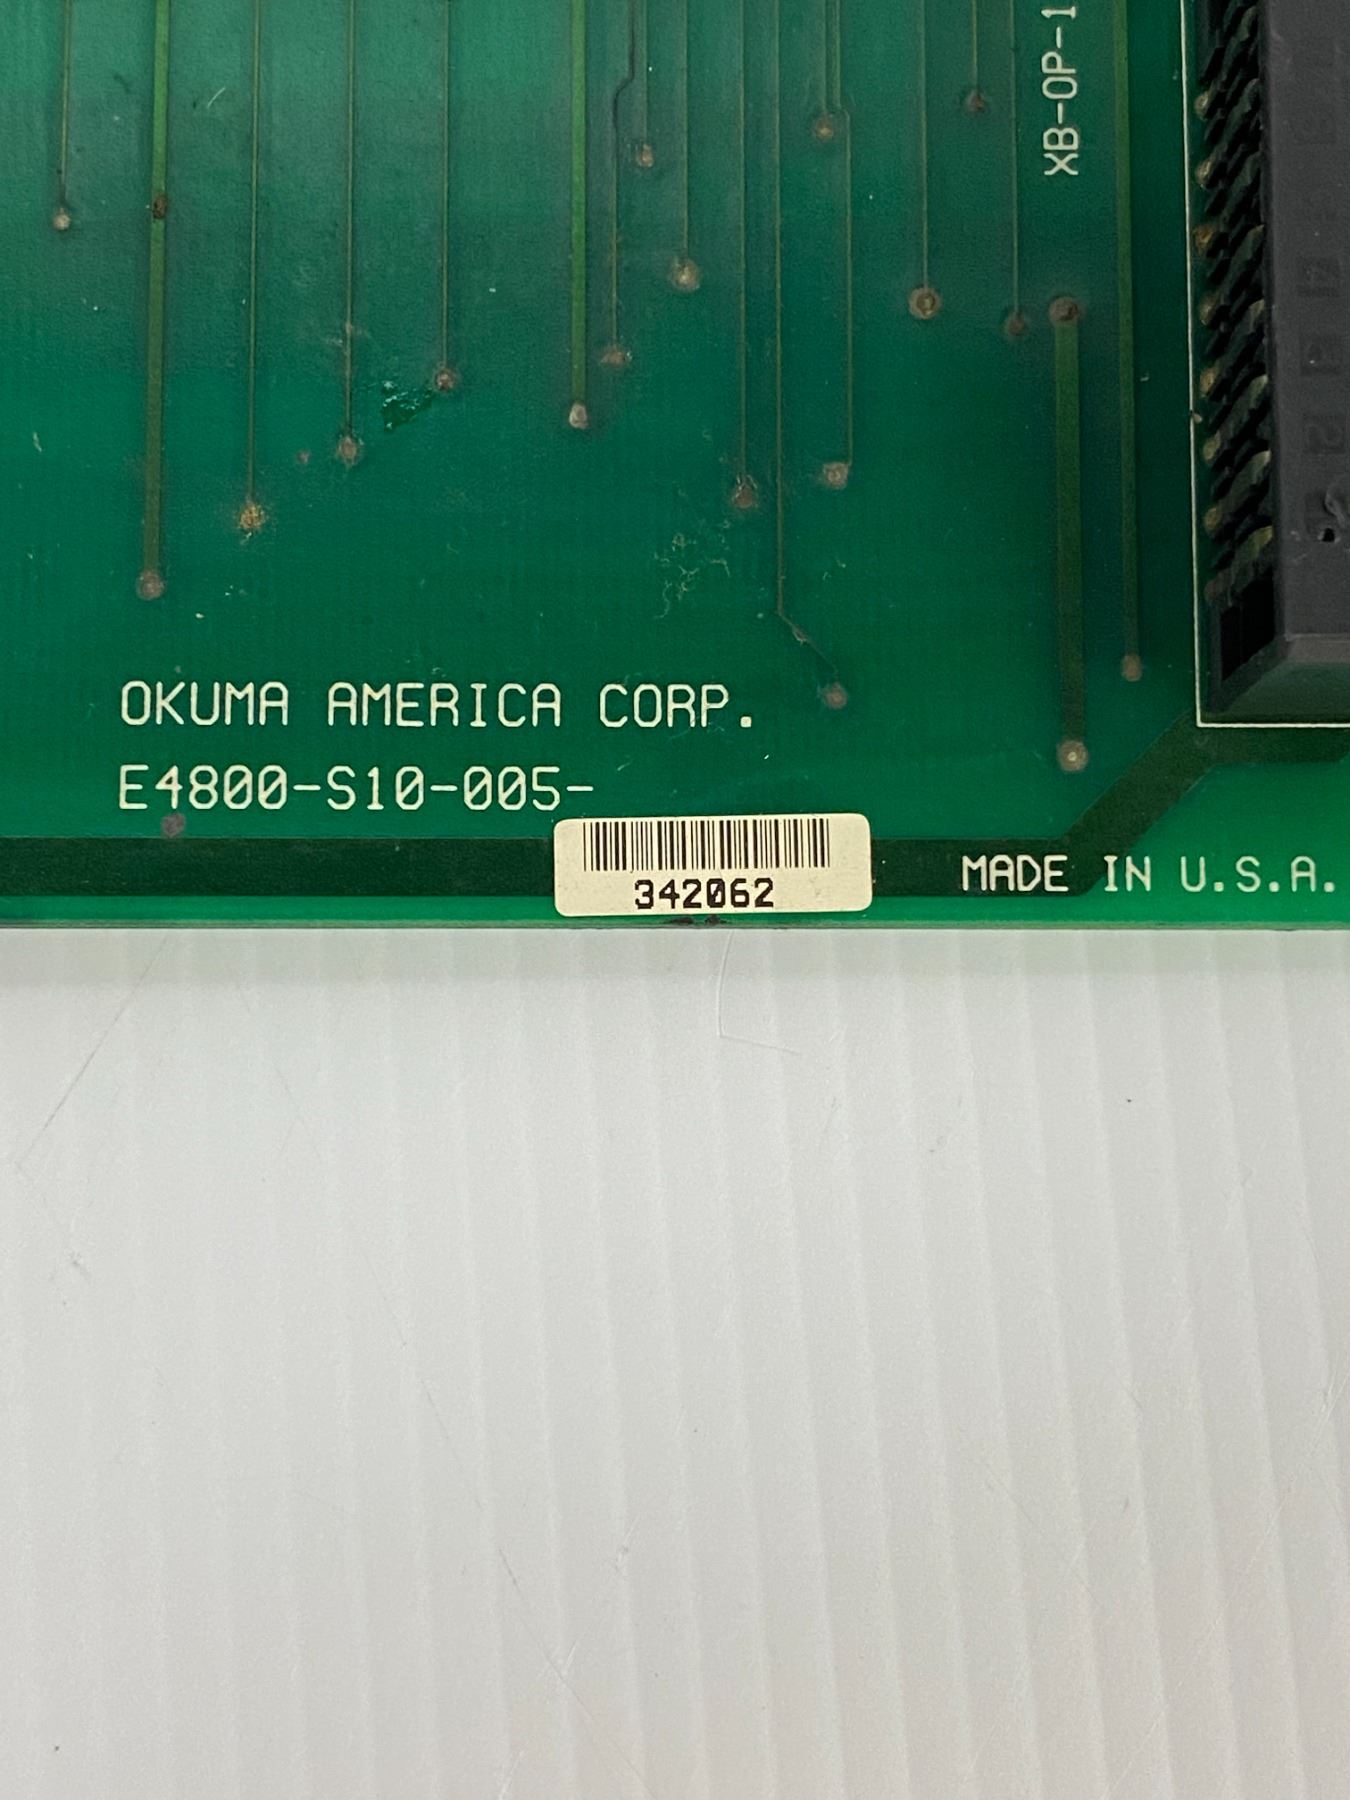 XB-OP-1
OKUMA AMERICA CORP.
E4800-S10-005-
342062
MADE IN U.S.A.